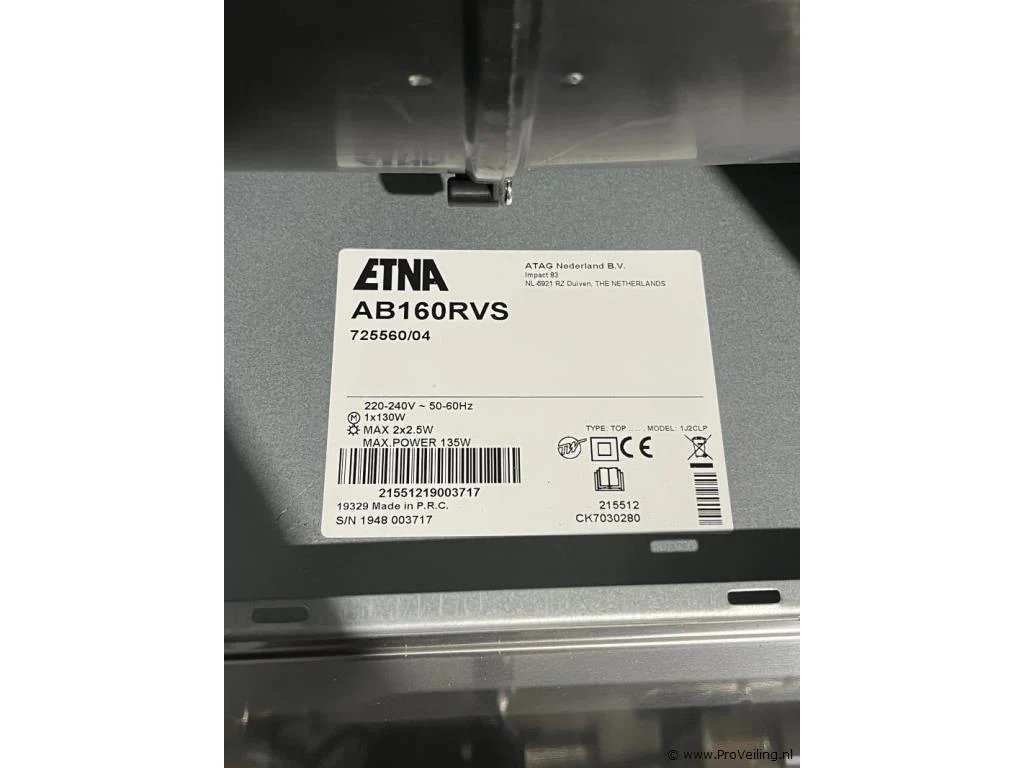 ETNA
AB160RVS
725560/04
ATAG Nederland B.V.
Impact 83
NL-6921 RZ Duiven, THE NETHERLANDS
220-240V ~ 50-60Hz
M 1x130W
MAX 2x2.5W
MAX.POWER 135W
TYPE: TOP ...... . MODEL: 1J2CLP
CE
21551219003717
19329 Made in P.R.C.
S/N 1948 003717
215512
CK7030280
© www.ProVeiling.nl